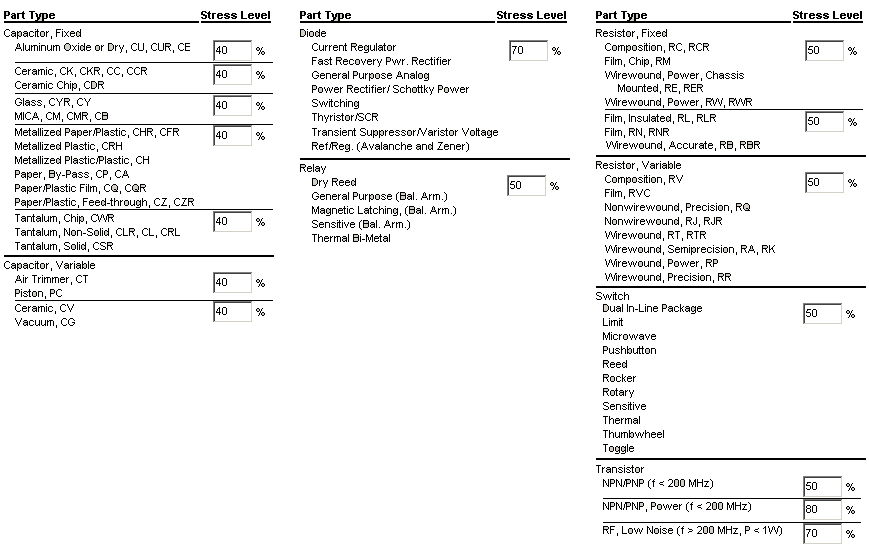 Part Type Stress Level
Capacitor, Fixed
Aluminum Oxide or Dry, CU, CUR, CE 40 %
Ceramic, CK, CKR, CC, CCR 40 %
Ceramic Chip, CDR
Glass, CYR, CY 40 %
MICA, CM, CMR, CB
Metallized Paper/Plastic, CHR, CFR 40 %
Metallized Plastic, CRH
Metallized Plastic/Plastic, CH
Paper, By-Pass, CP, CA
Paper/Plastic Film, CQ, CQR
Paper/Plastic, Feed-through, CZ, CZR
Tantalum, Chip, CWR 40 %
Tantalum, Non-Solid, CLR, CL, CRL
Tantalum, Solid, CSR
Capacitor, Variable
Air Trimmer, CT 40 %
Piston, PC
Ceramic, CV 40 %
Vacuum, CG
Part Type Stress Level
Diode
Current Regulator 70 %
Fast Recovery Pwr. Rectifier
General Purpose Analog
Power Rectifier/ Schottky Power
Switching
Thyristor/SCR
Transient Suppressor/Varistor Voltage
Ref/Reg. (Avalanche and Zener)
Relay
Dry Reed 50 %
General Purpose (Bal. Arm.)
Magnetic Latching, (Bal. Arm.)
Sensitive (Bal. Arm.)
Thermal Bi-Metal
Part Type Stress Level
Resistor, Fixed
Composition, RC, RCR 50 %
Film, Chip, RM
Wirewound, Power, Chassis
Mounted, RE, RER
Wirewound, Power, RW, RWR
Film, Insulated, RL, RLR 50 %
Film, RN, RNR
Wirewound, Accurate, RB, RBR
Resistor, Variable
Composition, RV 50 %
Film, RVC
Nonwirewound, Precision, RQ
Nonwirewound, RJ, RJR
Wirewound, RT, RTR
Wirewound, Semiprecision, RA, RK
Wirewound, Power, RP
Wirewound, Precision, RR
Switch
Dual In-Line Package 50 %
Limit
Microwave
Pushbutton
Reed
Rocker
Rotary
Sensitive
Thermal
Thumbwheel
Toggle
Transistor
NPN/PNP (f < 200 MHz) 50 %
NPN/PNP, Power (f < 200 MHz) 80 %
RF, Low Noise (f > 200 MHz, P < 1W) 70 %